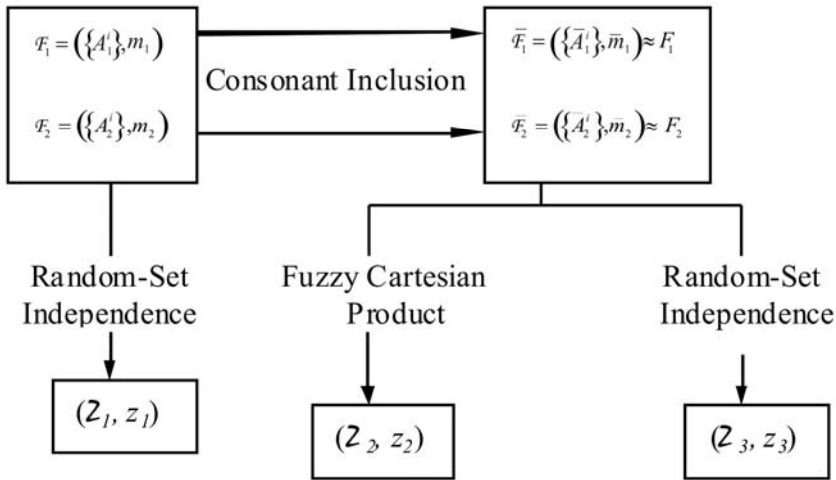 ℱ₁ = ({A₁ⁱ}, m₁)
ℱ₂ = ({A₂ⁱ}, m₂)
Consonant Inclusion
ℱ̄₁ = ({Ā₁ⁱ}, m̄₁) ≈ F₁
ℱ̄₂ = ({Ā₂ⁱ}, m̄₂) ≈ F₂
Random-Set
Independence
Fuzzy Cartesian
Product
Random-Set
Independence
(Z₁, z₁)
(Z₂, z₂)
(Z₃, z₃)